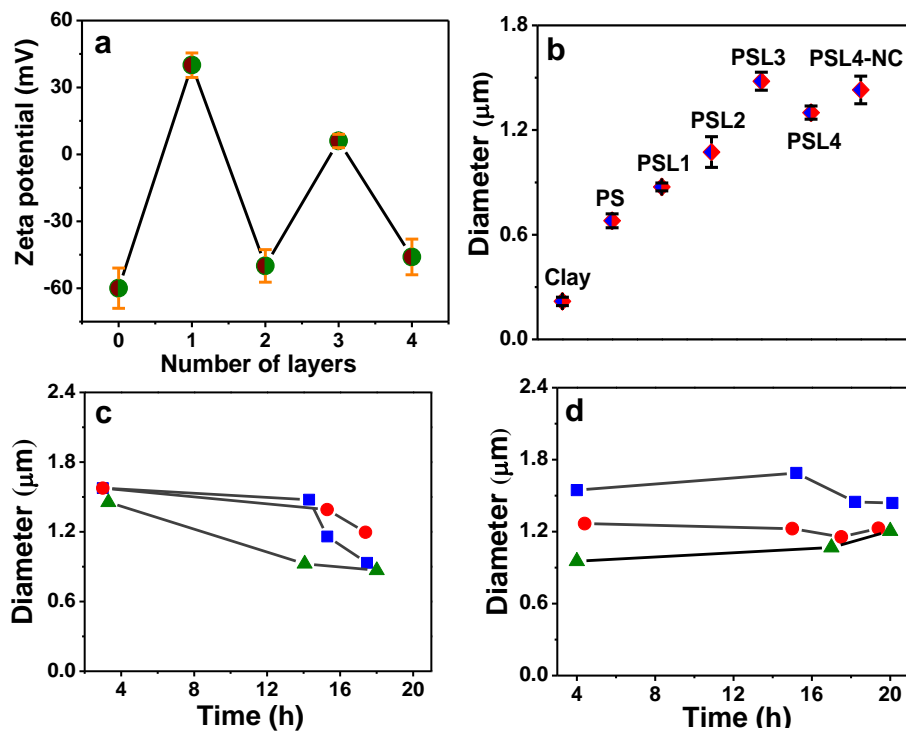 a
Zeta potential (mV)
60
30
0
-30
-60
0 1 2 3 4
Number of layers
b
Diameter (μm)
1.8
1.2
0.6
0.0
Clay
PS
PSL1
PSL2
PSL3
PSL4
PSL4-NC
c
Diameter (μm)
2.4
1.8
1.2
0.6
0.0
4 8 12 16 20
Time (h)
d
Diameter (μm)
2.4
1.8
1.2
0.6
0.0
4 8 12 16 20
Time (h)